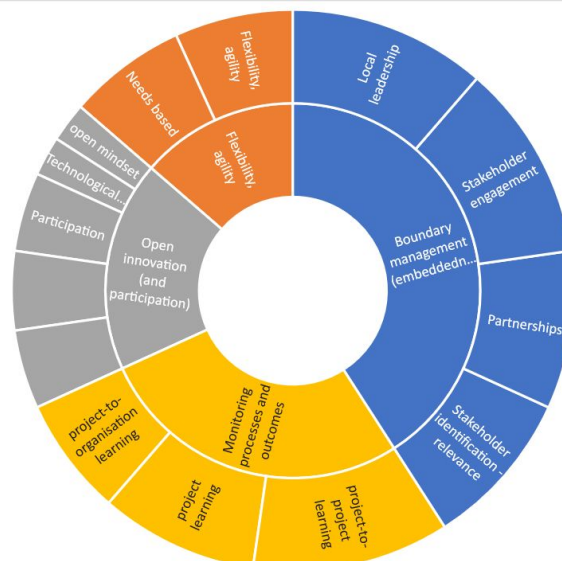 Local
leadership
Stakeholder
engagement
Partnerships
Stakeholder
identification -
relevance
Boundary
management
(embeddedn...
project-to-
project
learning
project
learning
project-to-
organisation
learning
Monitoring
processes and
outcomes
Participation
Technological...
open mindset
Open
innovation
(and
participation)
Needs based
Flexibility,
agility
Flexibility,
agility